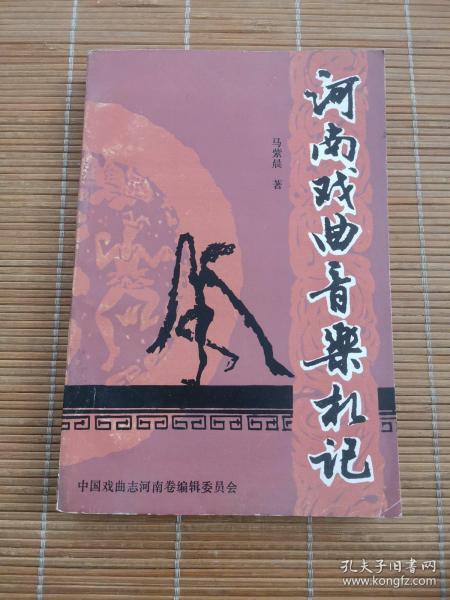 河南戏曲音樂札记
马紫晨 著
中国戏曲志河南卷编辑委员会
孔夫子旧书网
www.kongfz.com